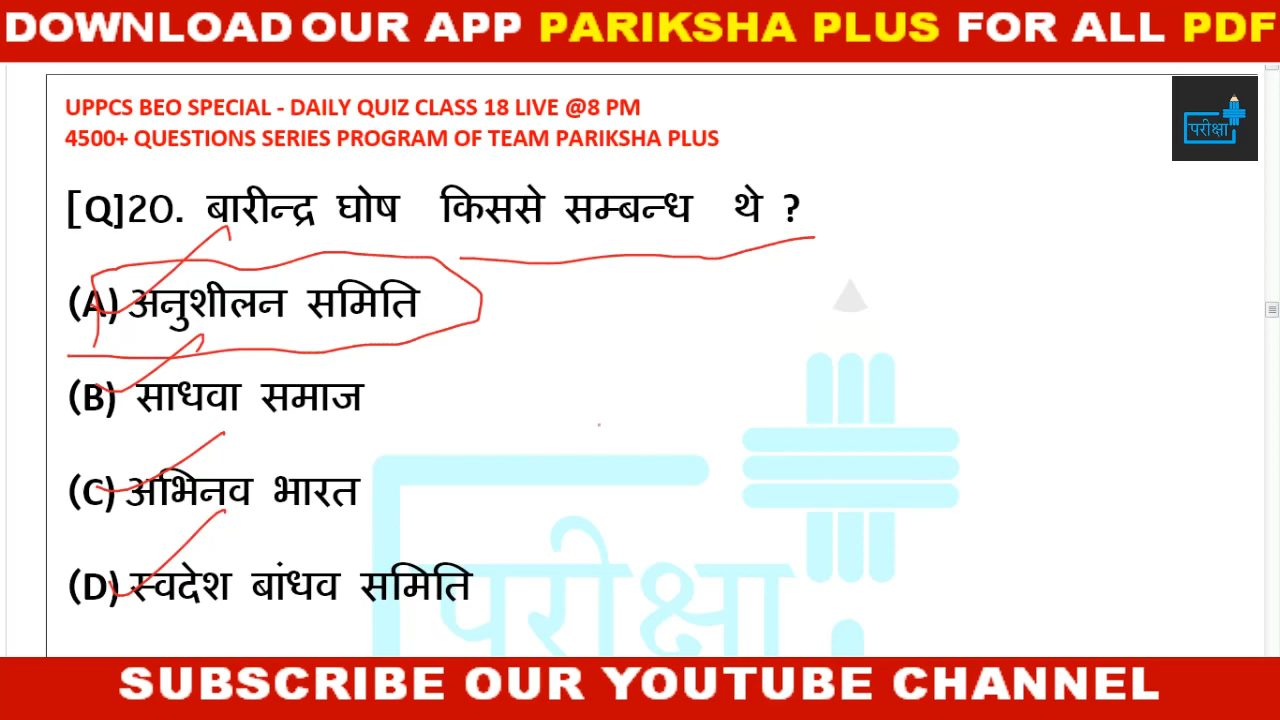 DOWNLOAD OUR APP PARIKSHA PLUS FOR ALL PDF
UPPCS BEO SPECIAL - DAILY QUIZ CLASS 18 LIVE @8 PM
4500+ QUESTIONS SERIES PROGRAM OF TEAM PARIKSHA PLUS
परीक्षा
[Q]20. बारीन्द्र घोष किससे सम्बन्ध थे ?
(A) अनुशीलन समिति
(B) साधवा समाज
(C) अभिनव भारत
(D) स्वदेश बांधव समिति
परीक्षा
SUBSCRIBE OUR YOUTUBE CHANNEL